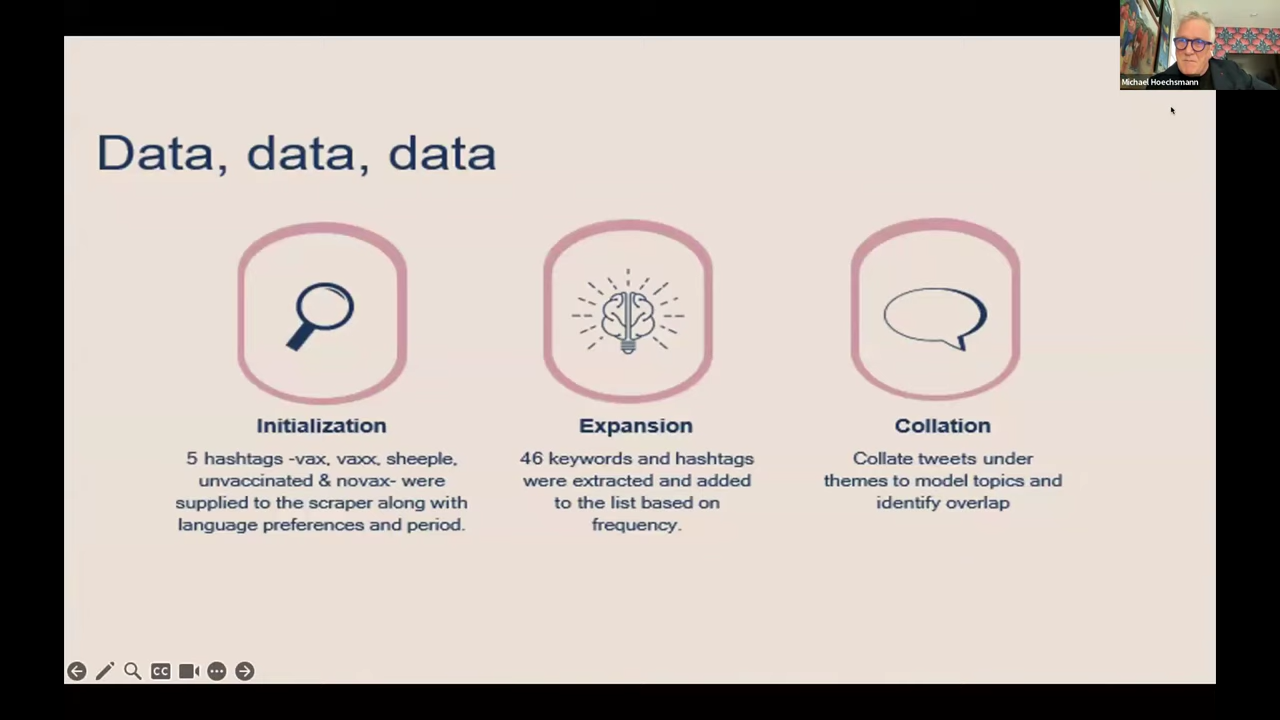 Michael Hoechsmann
Data, data, data
Initialization
5 hashtags -vax, vaxx, sheeple,
unvaccinated & novax- were
supplied to the scraper along with
language preferences and period.
Expansion
46 keywords and hashtags
were extracted and added
to the list based on
frequency.
Collation
Collate tweets under
themes to model topics and
identify overlap
CC